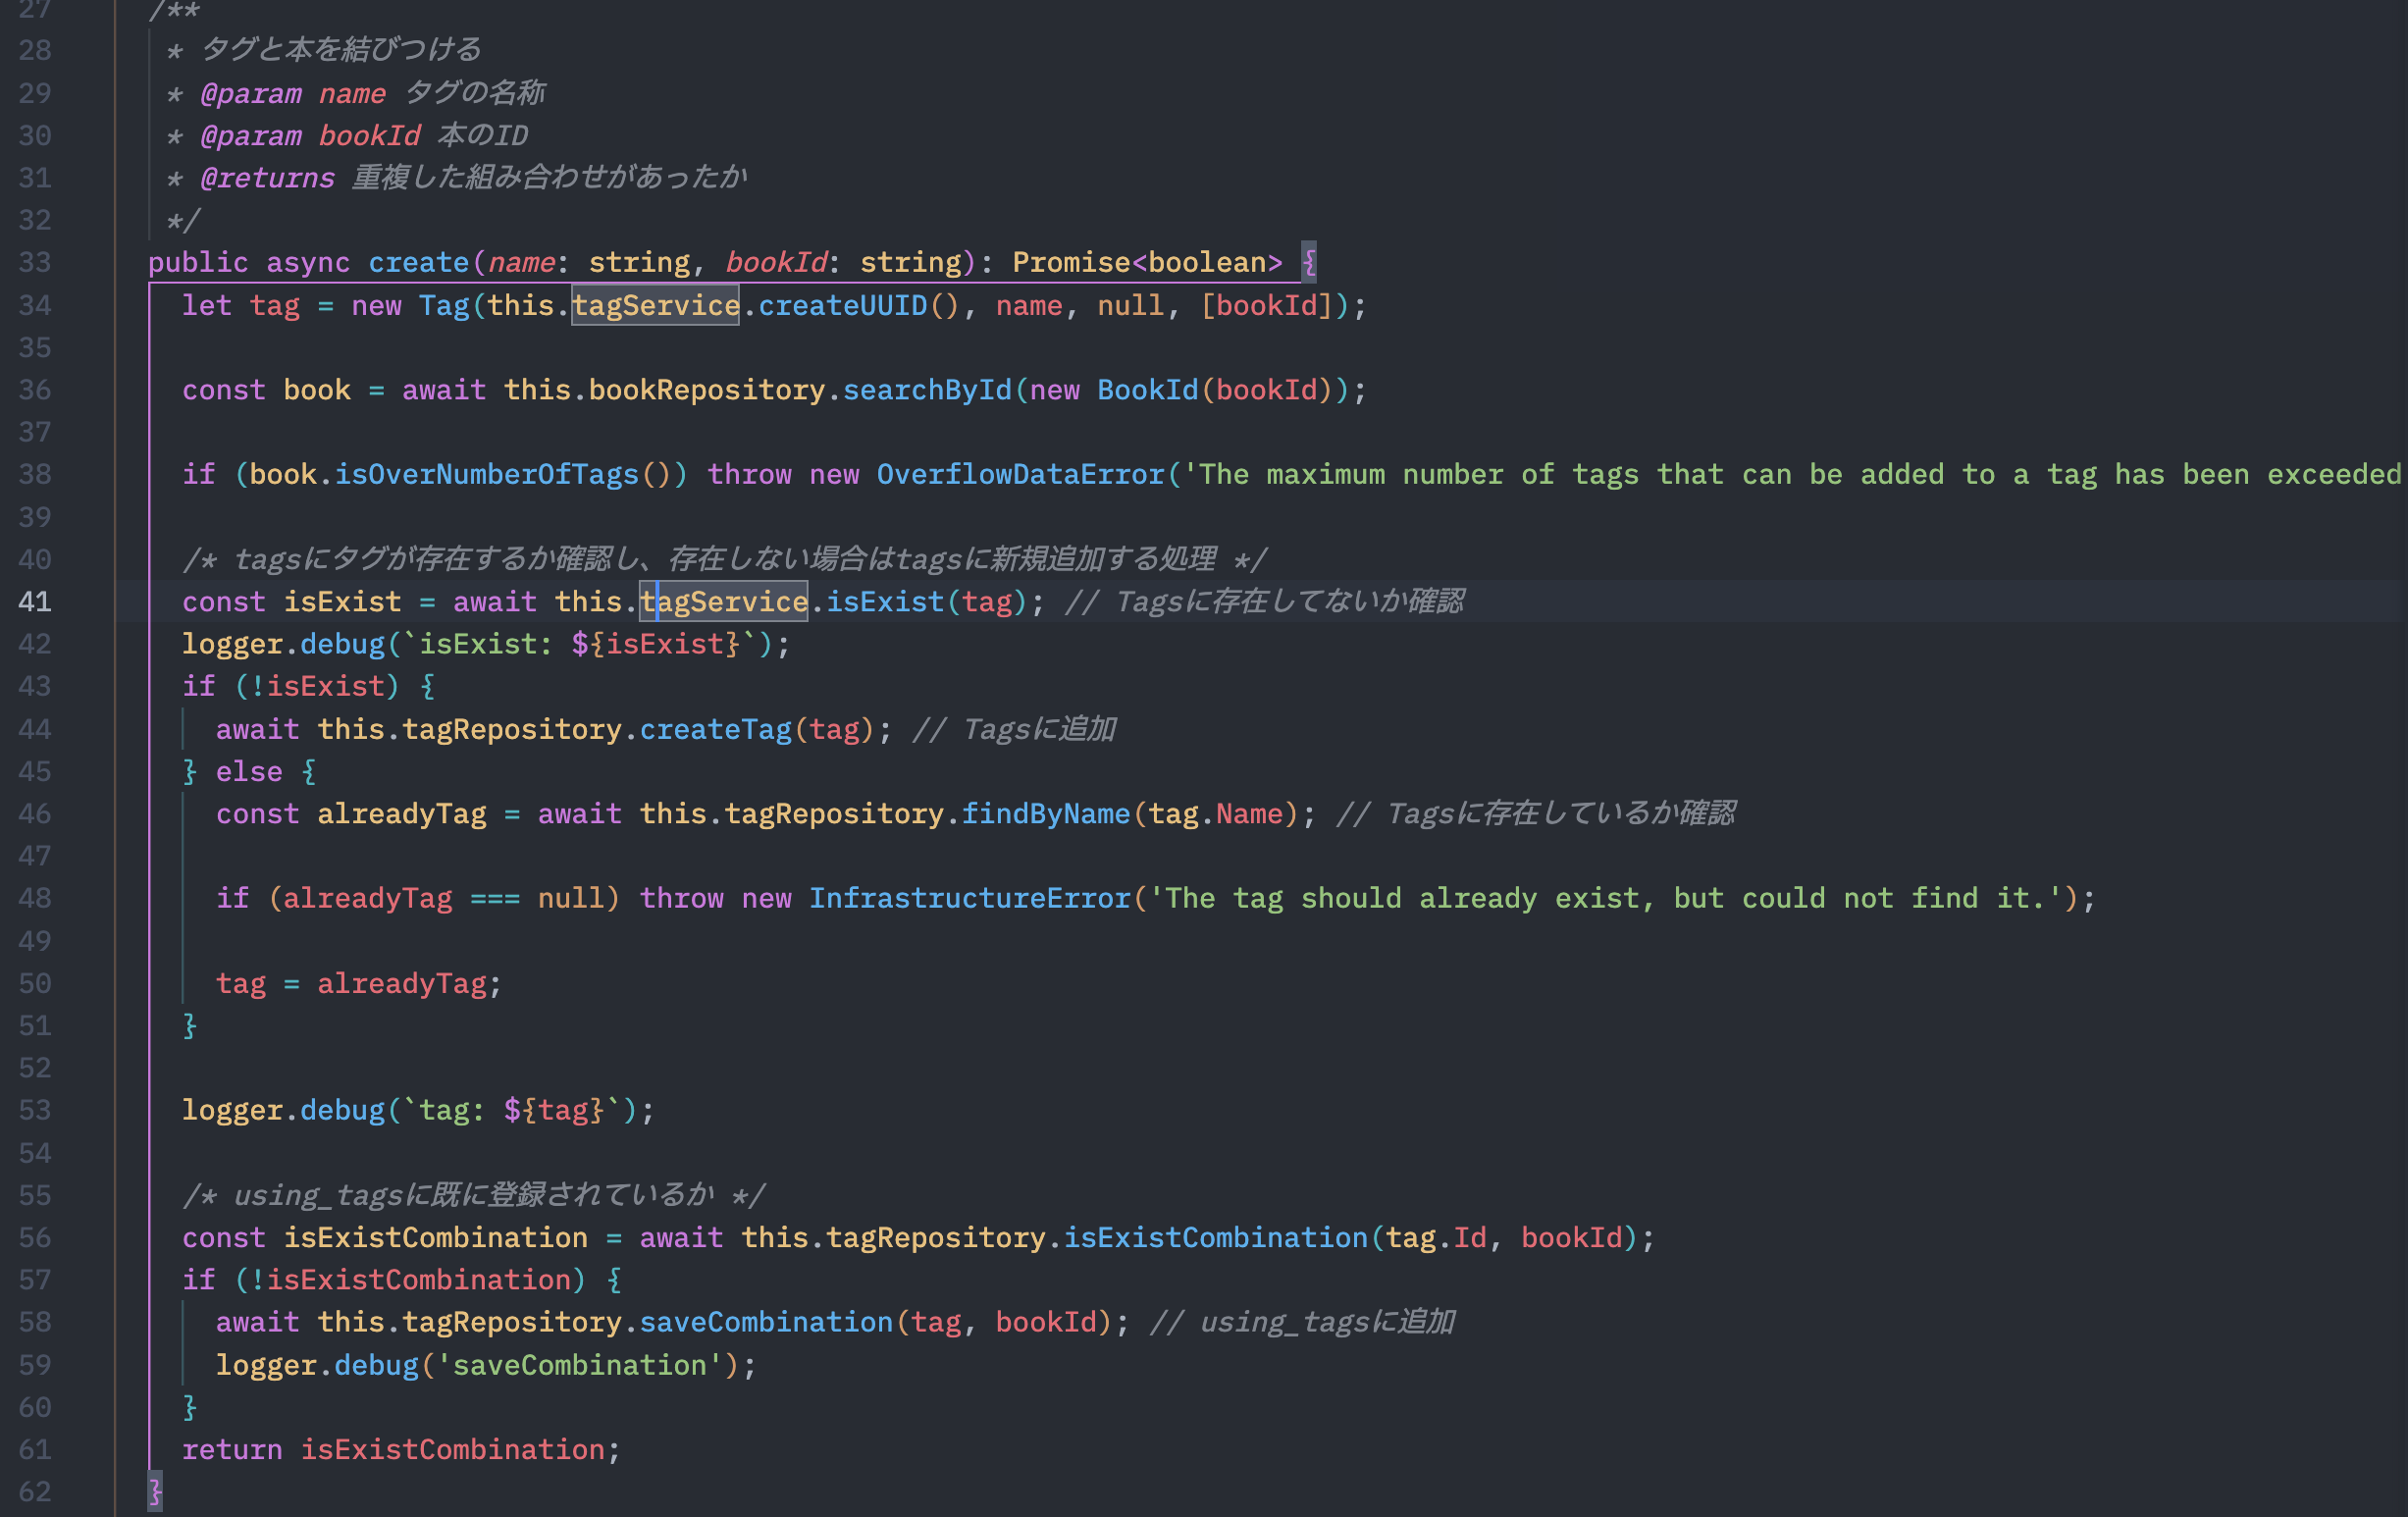 27 /**
28 * タグと本を結びつける
29 * @param name タグの名称
30 * @param bookId 本のID
31 * @returns 重複した組み合わせがあったか
32 */
33 public async create(name: string, bookId: string): Promise<boolean> {
34 let tag = new Tag(this.tagService.createUUID(), name, null, [bookId]);
35
36 const book = await this.bookRepository.searchById(new BookId(bookId));
37
38 if (book.isOverNumberOfTags()) throw new OverflowDataError('The maximum number of tags that can be added to a tag has been exceeded
39
40 /* tagsにタグが存在するか確認し、存在しない場合はtagsに新規追加する処理 */
41 const isExist = await this.tagService.isExist(tag); // Tagsに存在してないか確認
42 logger.debug(`isExist: ${isExist}`);
43 if (!isExist) {
44 await this.tagRepository.createTag(tag); // Tagsに追加
45 } else {
46 const alreadyTag = await this.tagRepository.findByName(tag.Name); // Tagsに存在しているか確認
47
48 if (alreadyTag === null) throw new InfrastructureError('The tag should already exist, but could not find it.');
49
50 tag = alreadyTag;
51 }
52
53 logger.debug(`tag: ${tag}`);
54
55 /* using_tagsに既に登録されているか */
56 const isExistCombination = await this.tagRepository.isExistCombination(tag.Id, bookId);
57 if (!isExistCombination) {
58 await this.tagRepository.saveCombination(tag, bookId); // using_tagsに追加
59 logger.debug('saveCombination');
60 }
61 return isExistCombination;
62 }